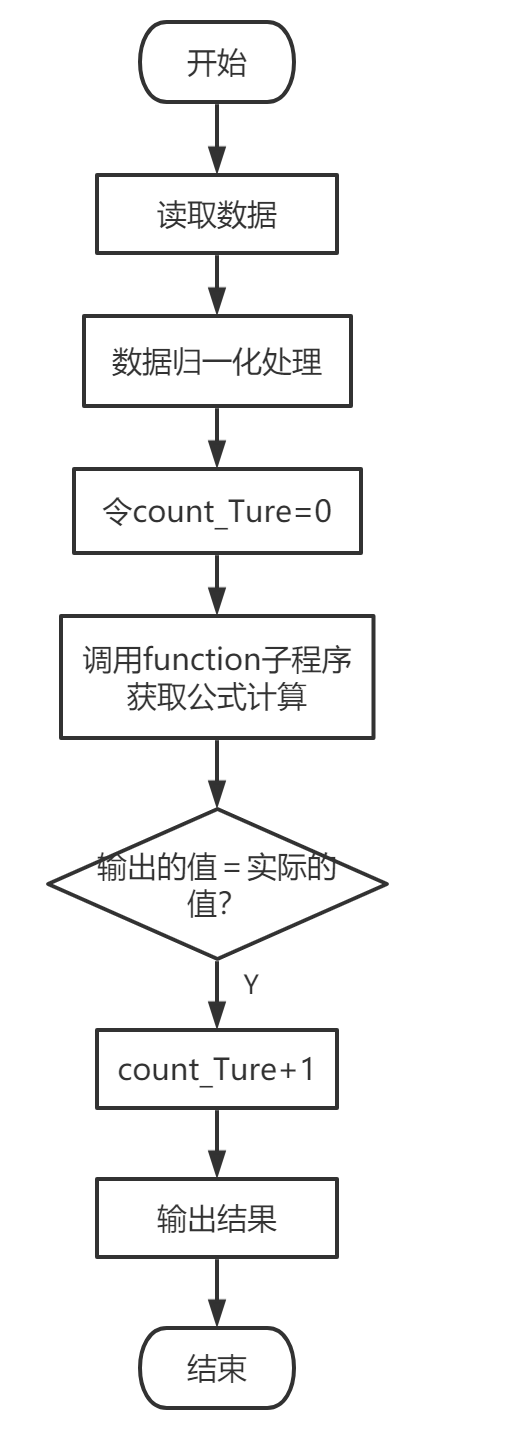 开始
读取数据
数据归一化处理
令count_Ture=0
调用function子程序
获取公式计算
输出的值＝实际的
值?
Y
count_Ture+1
输出结果
结束